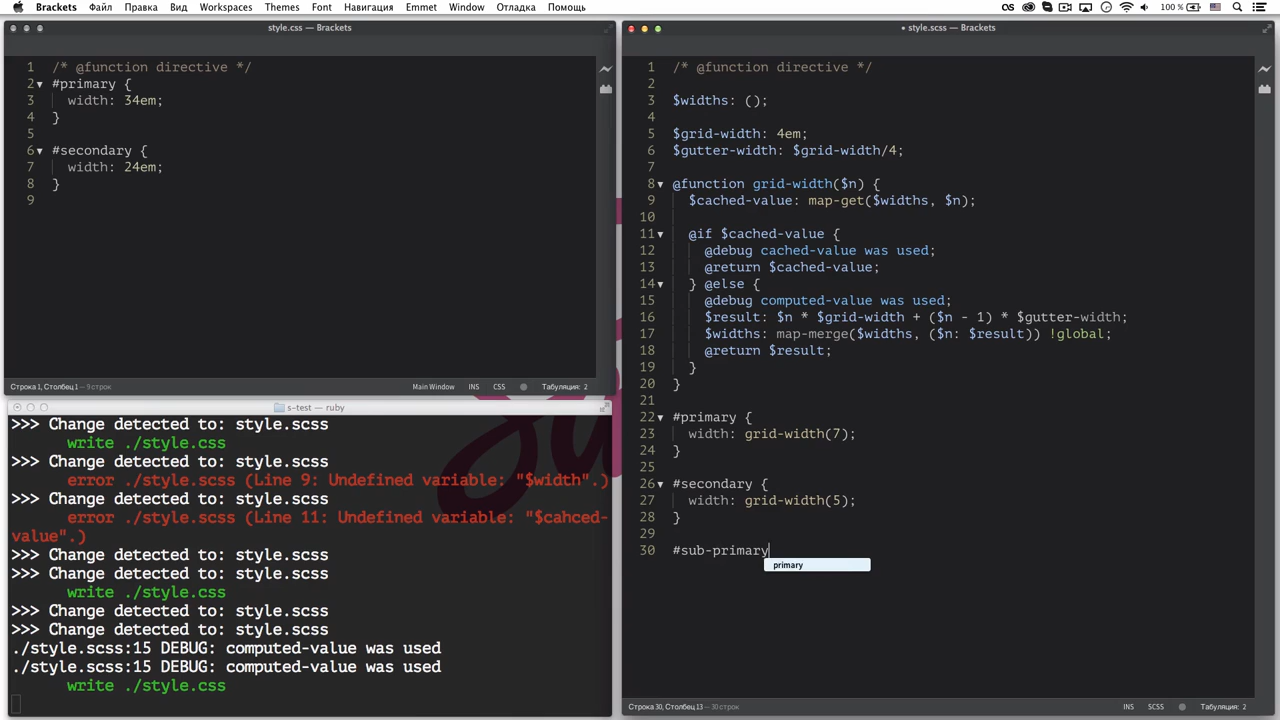 Brackets Файл Правка Вид Workspaces Themes Font Навигация Emmet Window Отладка Помощь 100 %
style.css — Brackets
1 /* @function directive */
2 #primary {
3 width: 34em;
4 }
5
6 #secondary {
7 width: 24em;
8 }
9
Строка 1, Столбец 1 — 9 строк Main Window INS CSS Табуляция: 2
s-test — ruby
>>> Change detected to: style.scss
write ./style.css
>>> Change detected to: style.scss
error ./style.scss (Line 9: Undefined variable: "$width".)
>>> Change detected to: style.scss
error ./style.scss (Line 11: Undefined variable: "$cahced-
value".)
>>> Change detected to: style.scss
>>> Change detected to: style.scss
write ./style.css
>>> Change detected to: style.scss
>>> Change detected to: style.scss
./style.scss:15 DEBUG: computed-value was used
./style.scss:15 DEBUG: computed-value was used
write ./style.css
• style.scss — Brackets
1 /* @function directive */
2
3 $widths: ();
4
5 $grid-width: 4em;
6 $gutter-width: $grid-width/4;
7
8 @function grid-width($n) {
9 $cached-value: map-get($widths, $n);
10
11 @if $cached-value {
12 @debug cached-value was used;
13 @return $cached-value;
14 } @else {
15 @debug computed-value was used;
16 $result: $n * $grid-width + ($n - 1) * $gutter-width;
17 $widths: map-merge($widths, ($n: $result)) !global;
18 @return $result;
19 }
20 }
21
22 #primary {
23 width: grid-width(7);
24 }
25
26 #secondary {
27 width: grid-width(5);
28 }
29
30 #sub-primary
primary
Строка 30, Столбец 13 — 30 строк INS SCSS Табуляция: 2